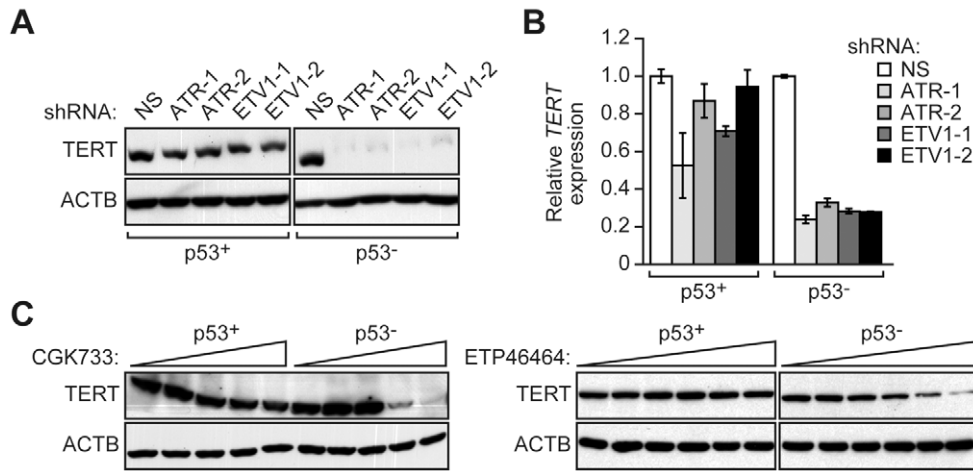 A
shRNA:
NS
ATR-1
ATR-2
ETV1-1
ETV1-2
NS
ATR-1
ATR-2
ETV1-1
ETV1-2
TERT
ACTB
p53+
p53-
B
Relative TERT
expression
1.2
1.0
0.8
0.6
0.4
0.2
0
p53+
p53-
shRNA:
NS
ATR-1
ATR-2
ETV1-1
ETV1-2
C
p53+
p53-
CGK733:
TERT
ACTB
p53+
p53-
ETP46464:
TERT
ACTB